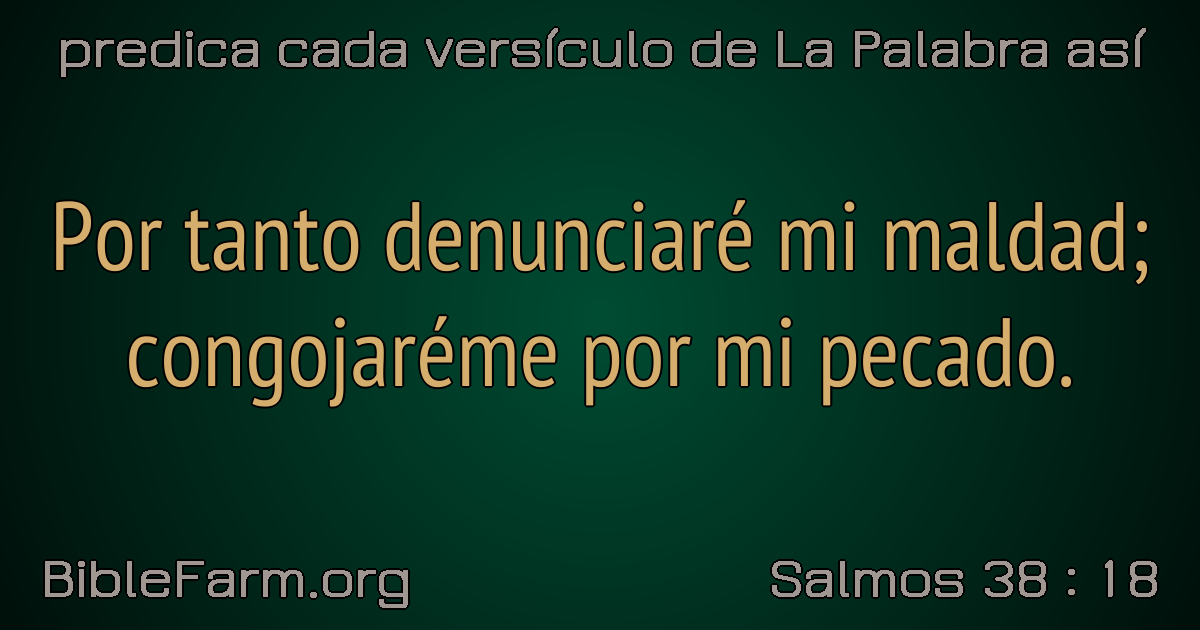 predica cada versículo de La Palabra así
Por tanto denunciaré mi maldad;
congojaréme por mi pecado.
BibleFarm.org
Salmos 38 : 18